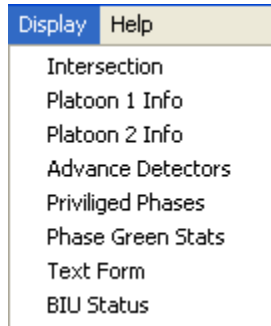 Display Help
Intersection
Platoon 1 Info
Platoon 2 Info
Advance Detectors
Priviliged Phases
Phase Green Stats
Text Form
BIU Status